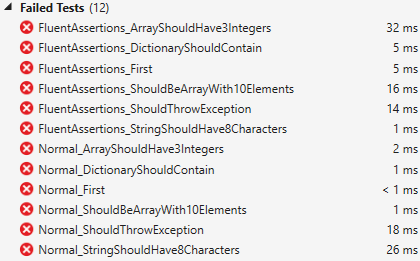 Failed Tests (12)
FluentAssertions_ArrayShouldHave3Integers 32 ms
FluentAssertions_DictionaryShouldContain 5 ms
FluentAssertions_First 5 ms
FluentAssertions_ShouldBeArrayWith10Elements 16 ms
FluentAssertions_ShouldThrowException 14 ms
FluentAssertions_StringShouldHave8Characters 1 ms
Normal_ArrayShouldHave3Integers 2 ms
Normal_DictionaryShouldContain 1 ms
Normal_First < 1 ms
Normal_ShouldBeArrayWith10Elements 1 ms
Normal_ShouldThrowException 18 ms
Normal_StringShouldHave8Characters 26 ms